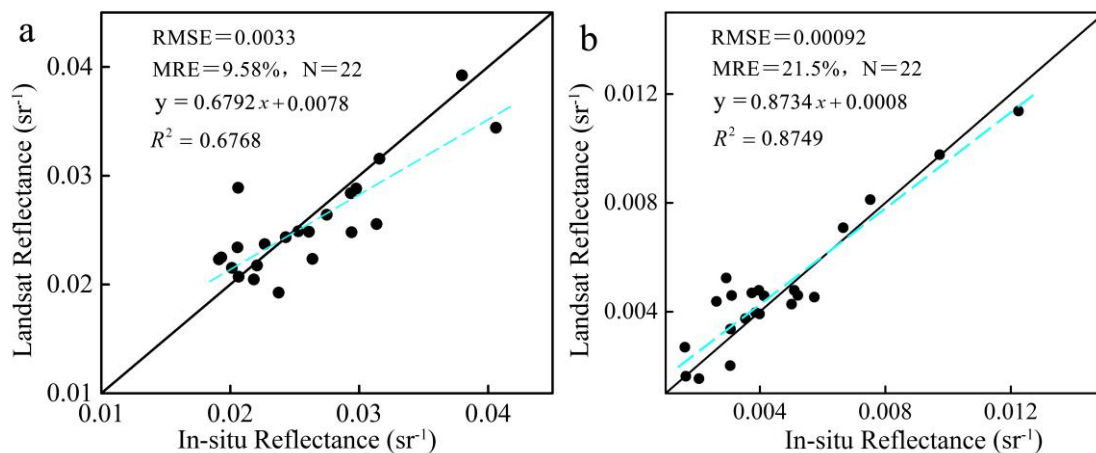 a
RMSE=0.0033
MRE=9.58%, N=22
y = 0.6792x+0.0078
R² = 0.6768
Landsat Reflectance (sr⁻¹)
0.04
0.03
0.02
0.01
0.01 0.02 0.03 0.04
In-situ Reflectance (sr⁻¹)
b
RMSE=0.00092
MRE=21.5%, N=22
y = 0.8734x+0.0008
R² = 0.8749
Landsat Reflectance (sr⁻¹)
0.012
0.008
0.004
0.004 0.008 0.012
In-situ Reflectance (sr⁻¹)